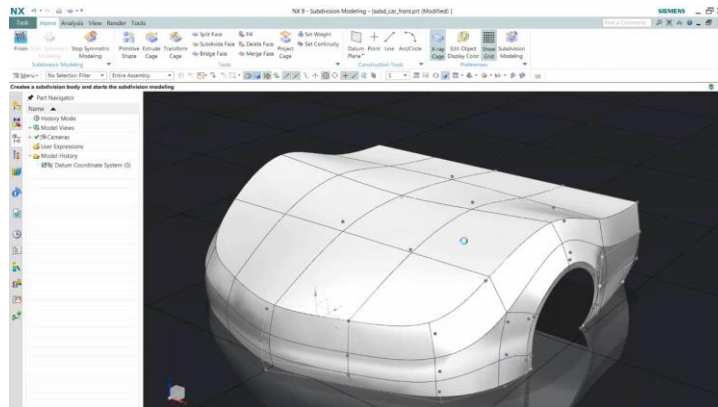 NX
NX 9 - Subdivision Modeling - [subd_car_front.prt (Modified) ]
SIEMENS
Task Home Analysis View Render Tools
Find a Command
Split Face Fill Set Weight
Subdivide Face Delete Face Set Continuity
Bridge Face Merge Face
Finish Stop Symmetric Modeling
Primitive Shape
Extrude Cage
Transform Cage
Project Cage
Datum Plane
Point
Line
Arc/Circle
X-ray Cage
Edit Object Display Color
Show Grid
Subdivision Modeling
Subdivision Modeling Tools Construction Tools Preferences
Menu No Selection Filter Entire Assembly
Creates a subdivision body and starts the subdivision modeling
Part Navigator
Name
History Mode
Model Views
Cameras
User Expressions
Model History
Datum Coordinate System (0)